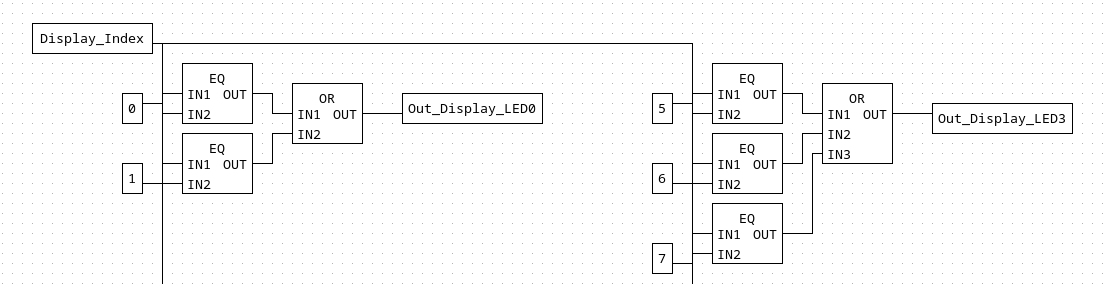 Display_Index
0
EQ
IN1 OUT
IN2
OR
IN1 OUT
IN2
Out_Display_LED0
1
EQ
IN1 OUT
IN2
5
EQ
IN1 OUT
IN2
OR
IN1 OUT
IN2
IN3
Out_Display_LED3
6
EQ
IN1 OUT
IN2
7
EQ
IN1 OUT
IN2